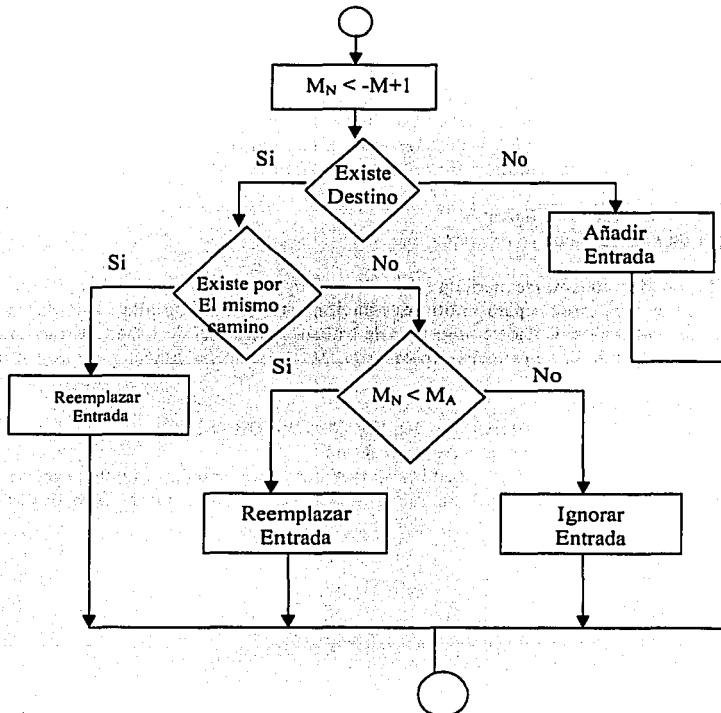 M_N < -M+1
Si
No
Existe
Destino
Añadir
Entrada
Si
No
Existe por
El mismo
camino
Reemplazar
Entrada
Si
No
M_N < M_A
Reemplazar
Entrada
Ignorar
Entrada